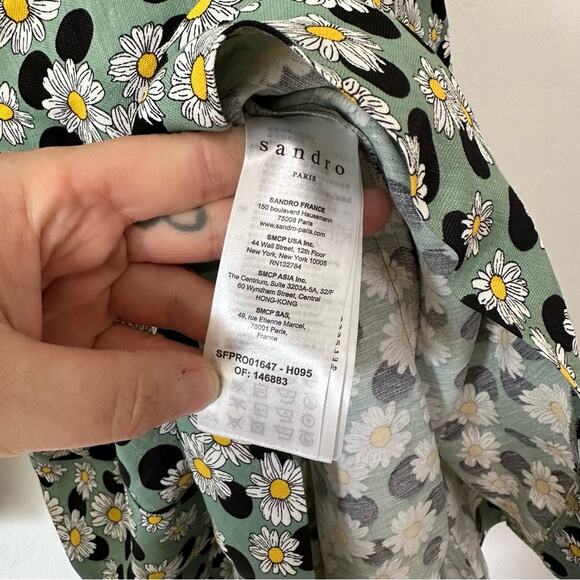 sandro
PARIS
SANDRO FRANCE
150 boulevard Haussmann
75008 Paris
www.sandro-paris.com
SMCP USA Inc.
44 Wall Street, 12th Floor
New York, New York 10005
RN132784
SMCP ASIA Inc.
The Centrium, Suite 3203A-5A, 32/F
60 Wyndham Street, Central
HONG-KONG
SMCP SAS,
49, rue Etienne Marcel,
75001 Paris,
France
SFPRO01647 - H095
OF: 146883